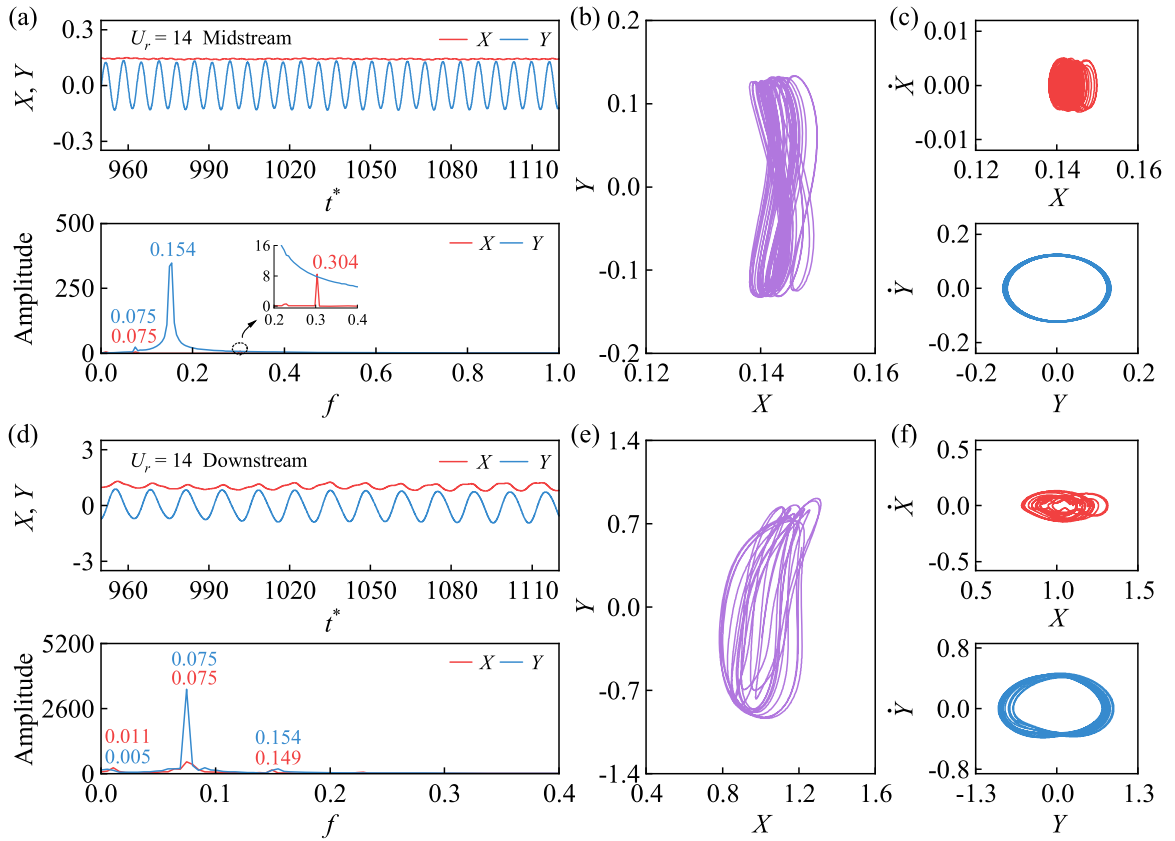 (a)
U_r = 14 Midstream
X
Y
0.3
0.0
-0.3
X, Y
960
990
1020
1050
1080
1110
t*
500
250
0
Amplitude
X
Y
0.154
0.075
0.075
16
8
0
0.304
0.2
0.3
0.4
0.0
0.2
0.4
0.6
0.8
1.0
f
(b)
0.2
0.1
0.0
-0.1
-0.2
Y
0.12
0.14
0.16
X
(c)
0.01
0.00
-0.01
Ẋ
0.12
0.14
0.16
X
0.2
0.0
-0.2
Ẏ
-0.2
0.0
0.2
Y
(d)
U_r = 14 Downstream
X
Y
3
0
-3
X, Y
960
990
1020
1050
1080
1110
t*
5200
2600
0
Amplitude
X
Y
0.075
0.075
0.011
0.005
0.154
0.149
0.0
0.1
0.2
0.3
0.4
f
(e)
1.4
0.7
0.0
-0.7
-1.4
Y
0.4
0.8
1.2
1.6
X
(f)
0.5
0.0
-0.5
Ẋ
0.5
1.0
1.5
X
0.8
0.0
-0.8
Ẏ
-1.3
0.0
1.3
Y